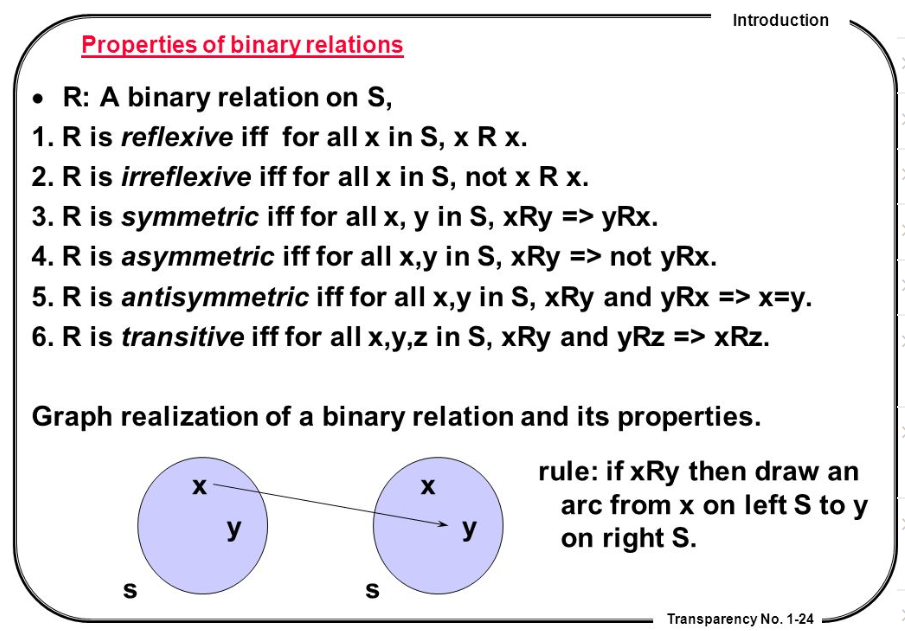 Introduction
Properties of binary relations
• R: A binary relation on S,
1. R is reflexive iff for all x in S, x R x.
2. R is irreflexive iff for all x in S, not x R x.
3. R is symmetric iff for all x, y in S, xRy => yRx.
4. R is asymmetric iff for all x,y in S, xRy => not yRx.
5. R is antisymmetric iff for all x,y in S, xRy and yRx => x=y.
6. R is transitive iff for all x,y,z in S, xRy and yRz => xRz.
Graph realization of a binary relation and its properties.
x
y
s
x
y
s
rule: if xRy then draw an
arc from x on left S to y
on right S.
Transparency No. 1-24